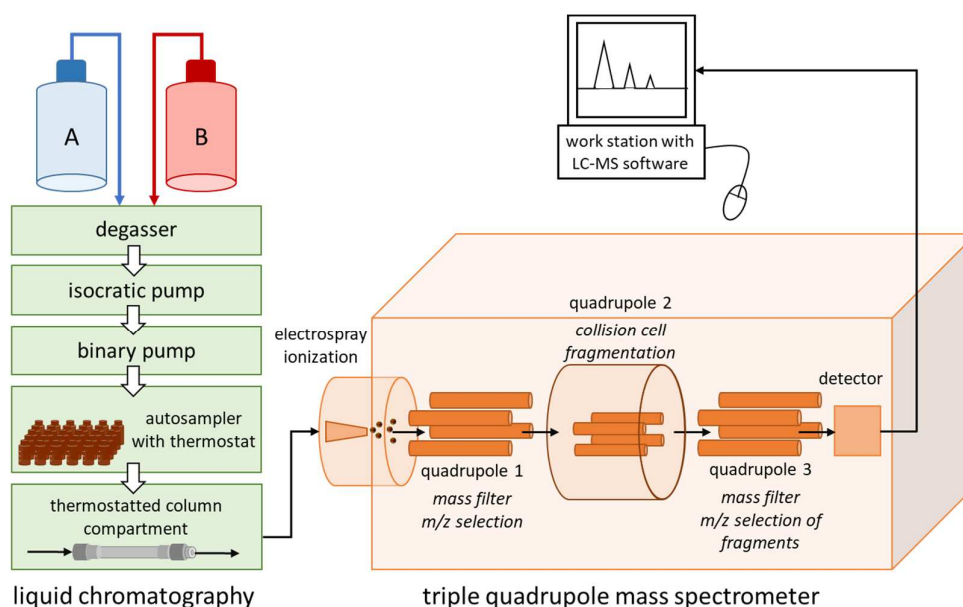 A
B
degasser
isocratic pump
binary pump
autosampler
with thermostat
thermostatted column
compartment
liquid chromatography
electrospray
ionization
quadrupole 1
mass filter
m/z selection
quadrupole 2
collision cell
fragmentation
quadrupole 3
mass filter
m/z selection of
fragments
detector
work station with
LC-MS software
triple quadrupole mass spectrometer